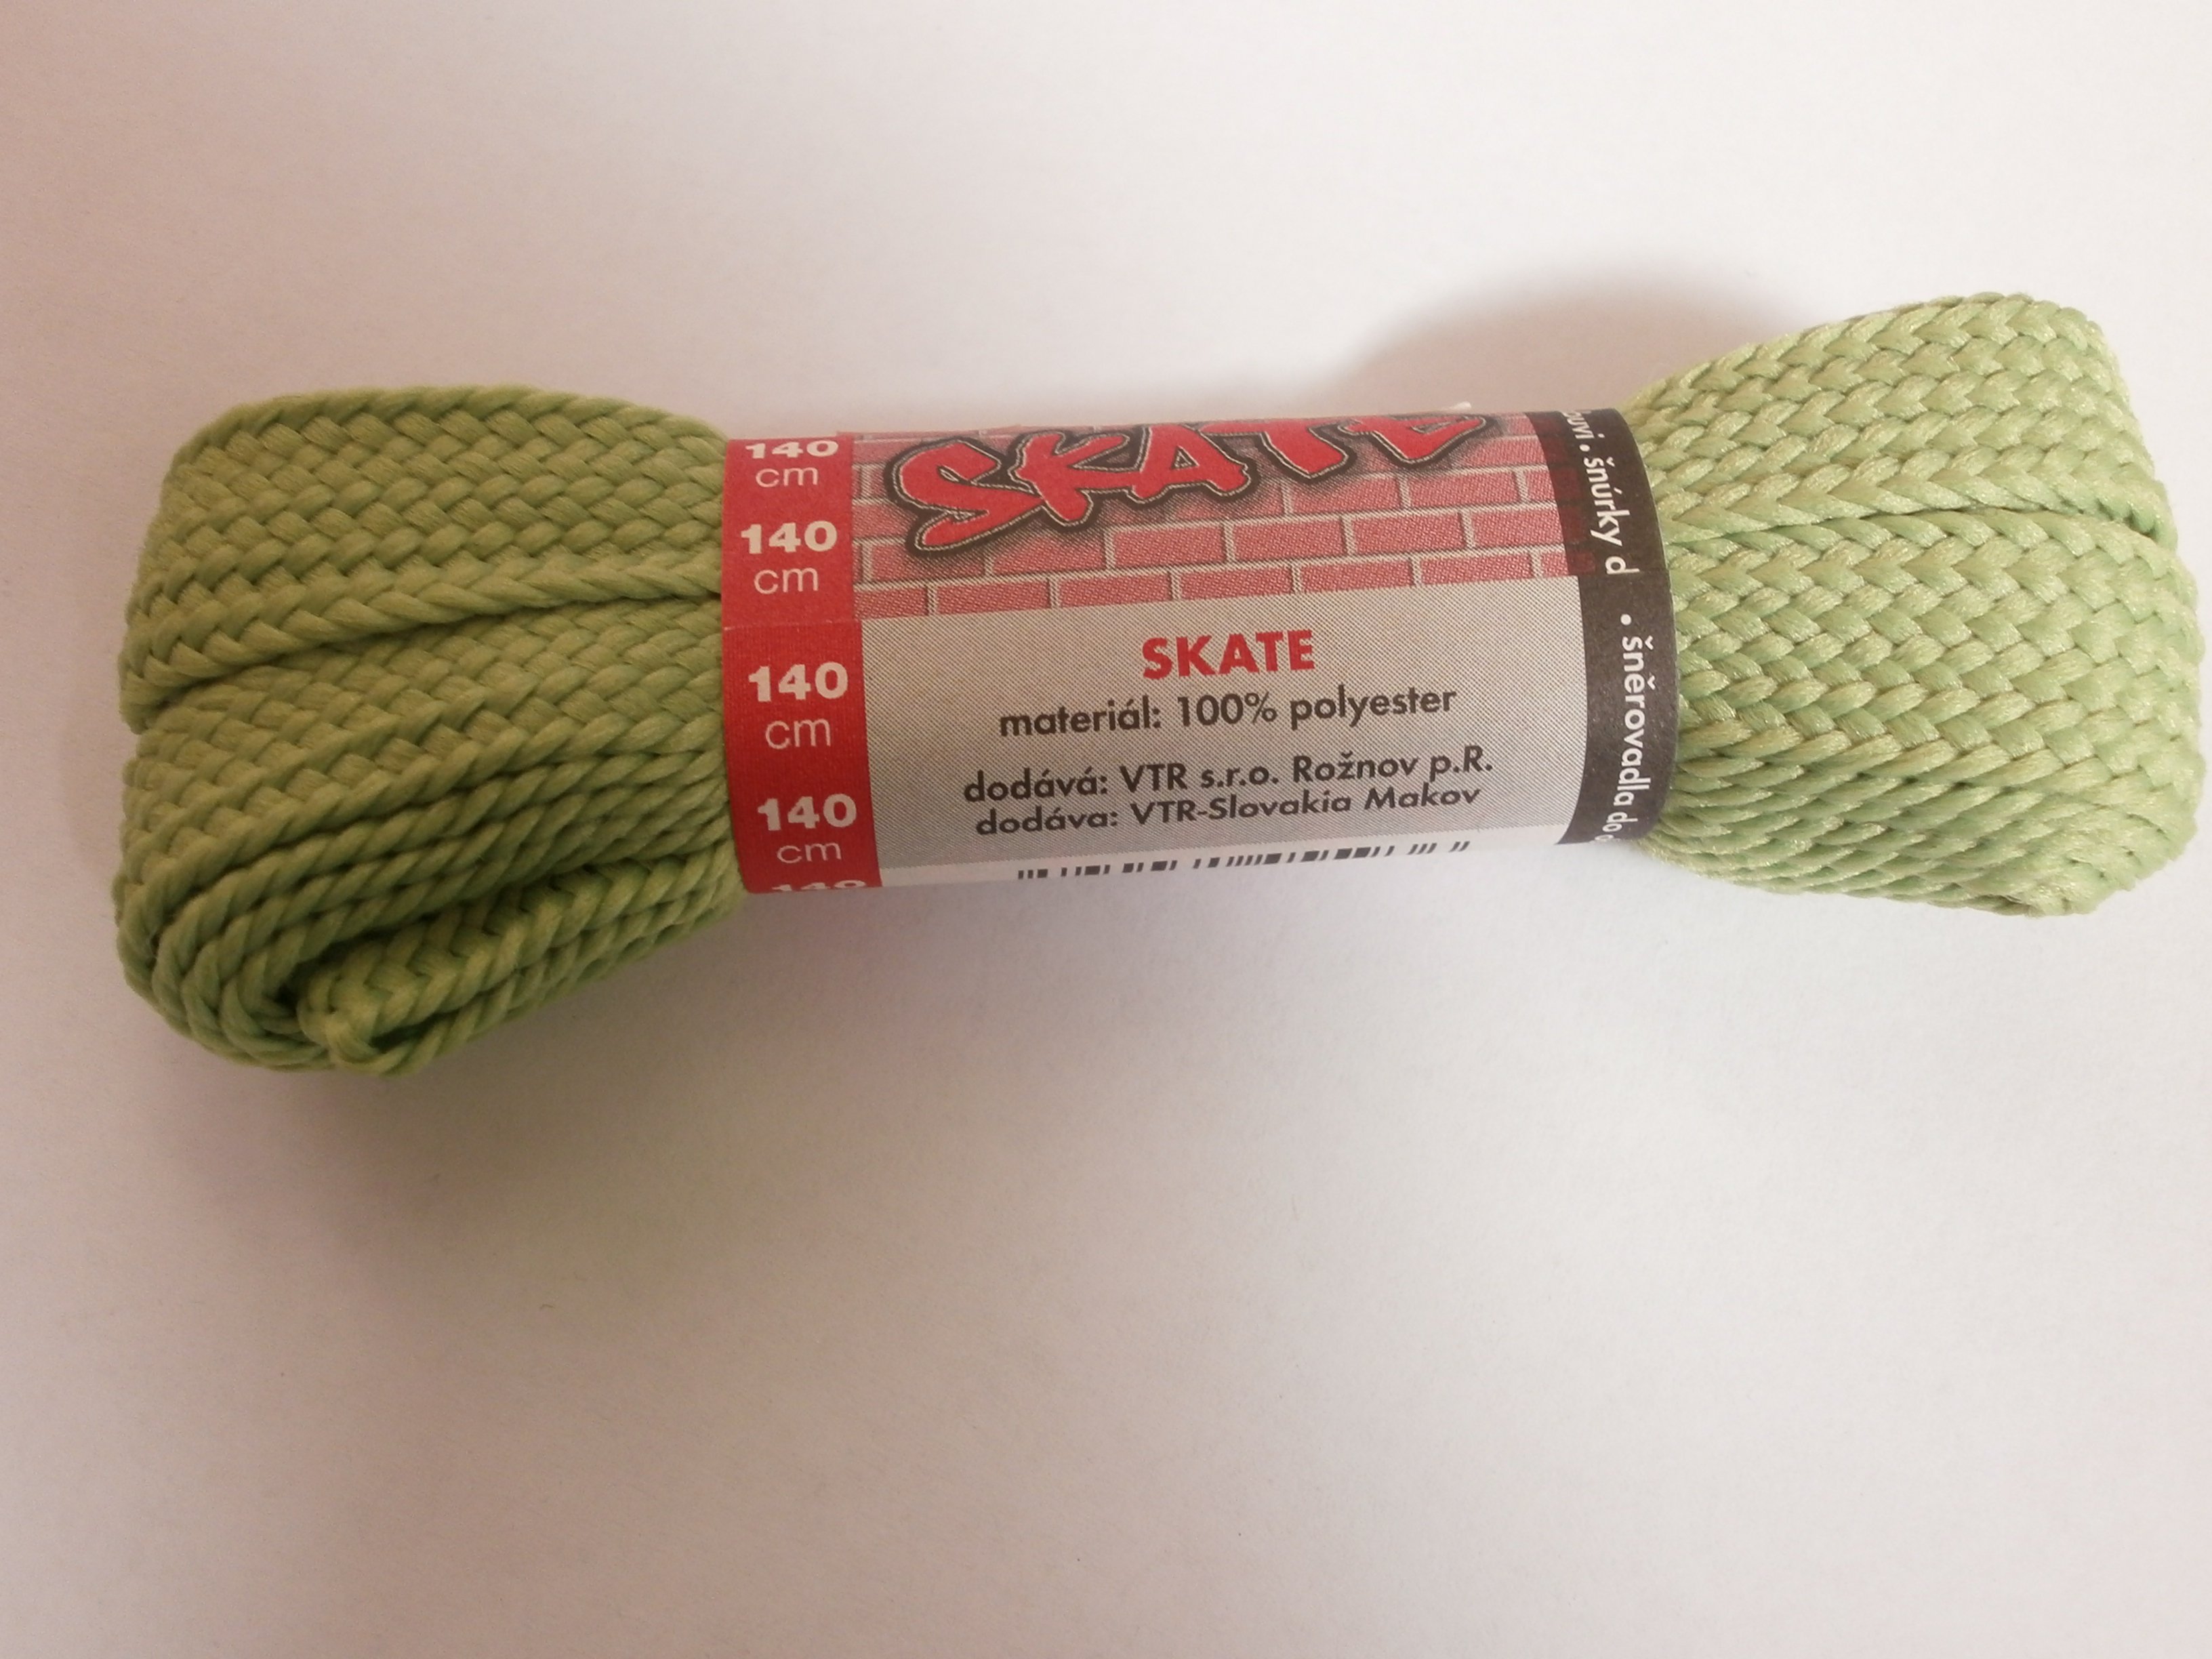 140
cm
140
cm
140
cm
140
cm
140
SKATE
SKATE
materiál: 100% polyester
dodává: VTR s.r.o. Rožnov p.R.
dodáva: VTR-Slovakia Makov
• šnúrky d
• šněrovadla do